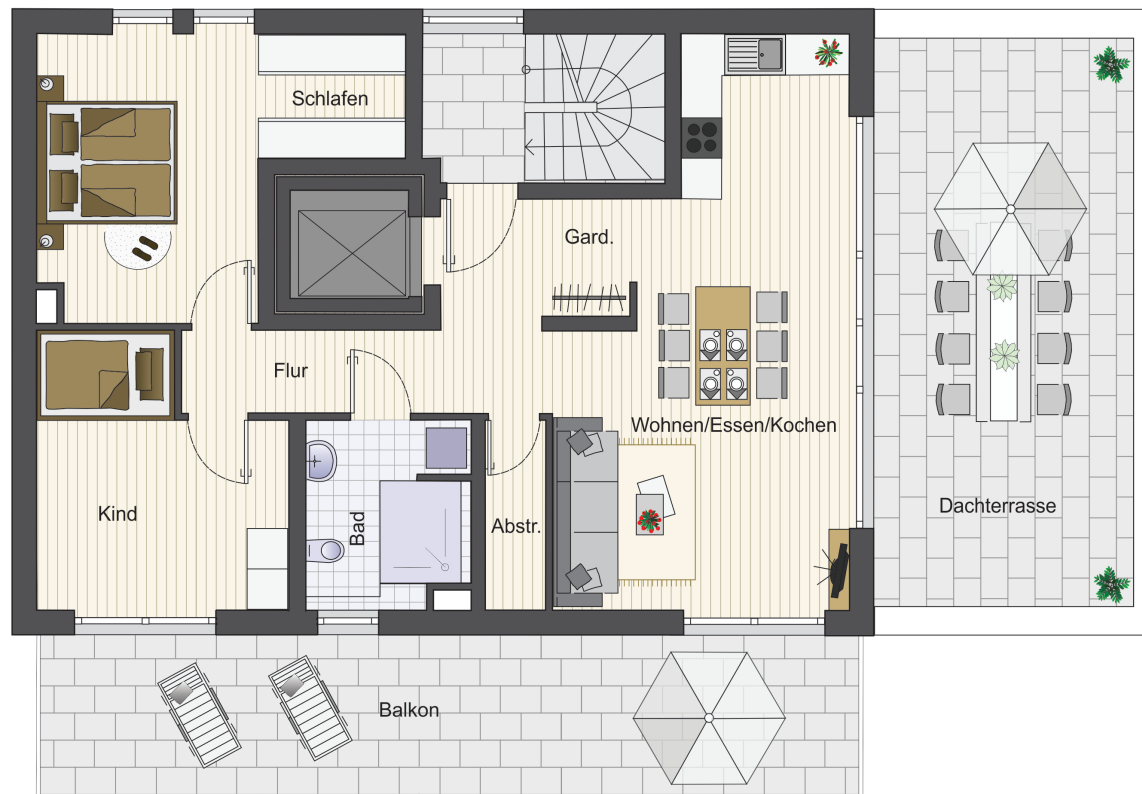 Schlafen
Gard.
Flur
Wohnen/Essen/Kochen
Kind
Bad
Abstr.
Dachterrasse
Balkon